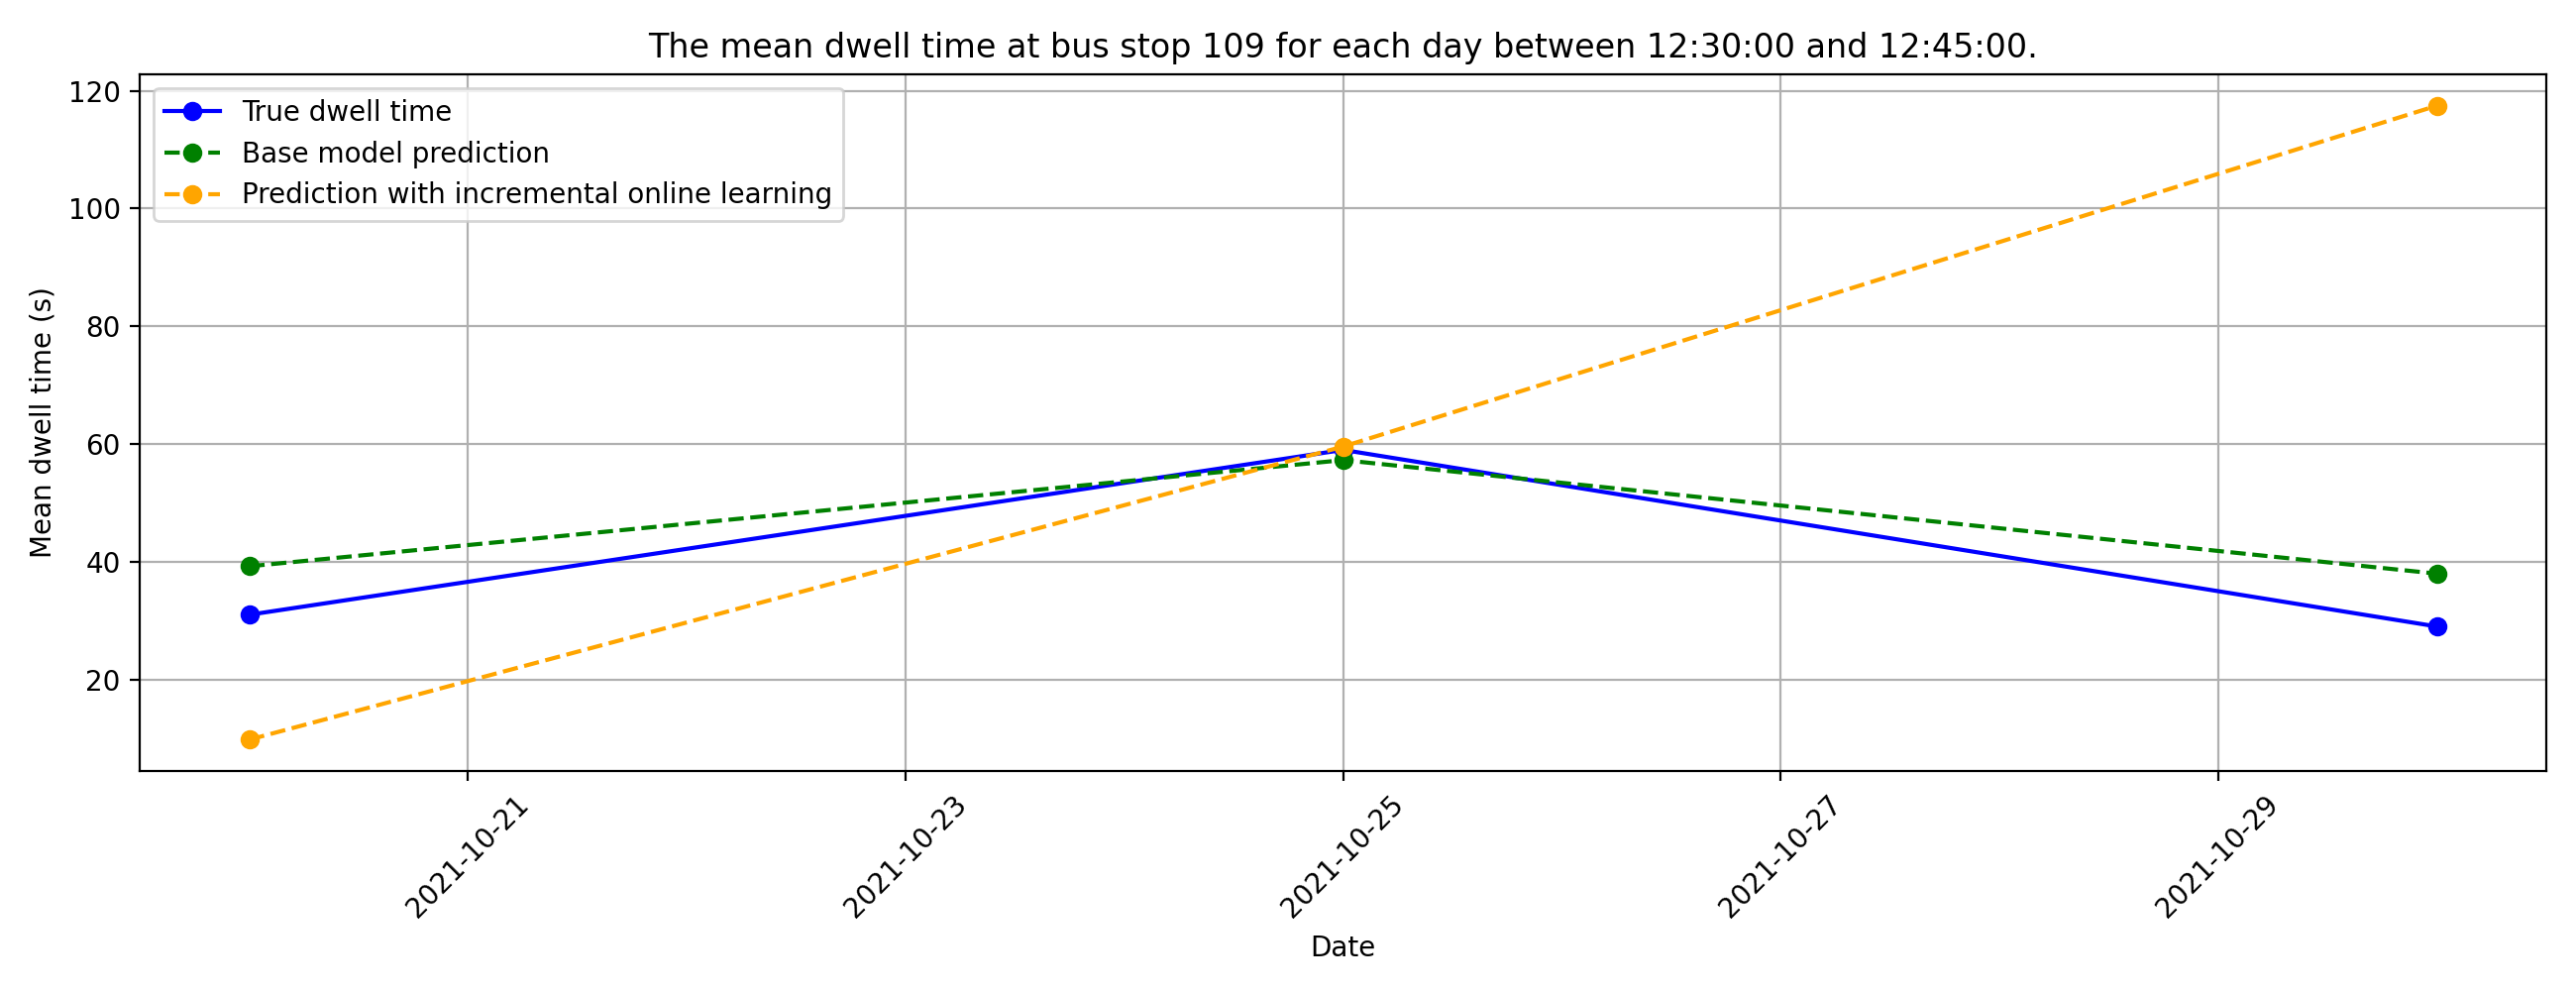 The mean dwell time at bus stop 109 for each day between 12:30:00 and 12:45:00.
120
100
80
60
40
20
Mean dwell time (s)
True dwell time
Base model prediction
Prediction with incremental online learning
2021-10-21
2021-10-23
2021-10-25
2021-10-27
2021-10-29
Date